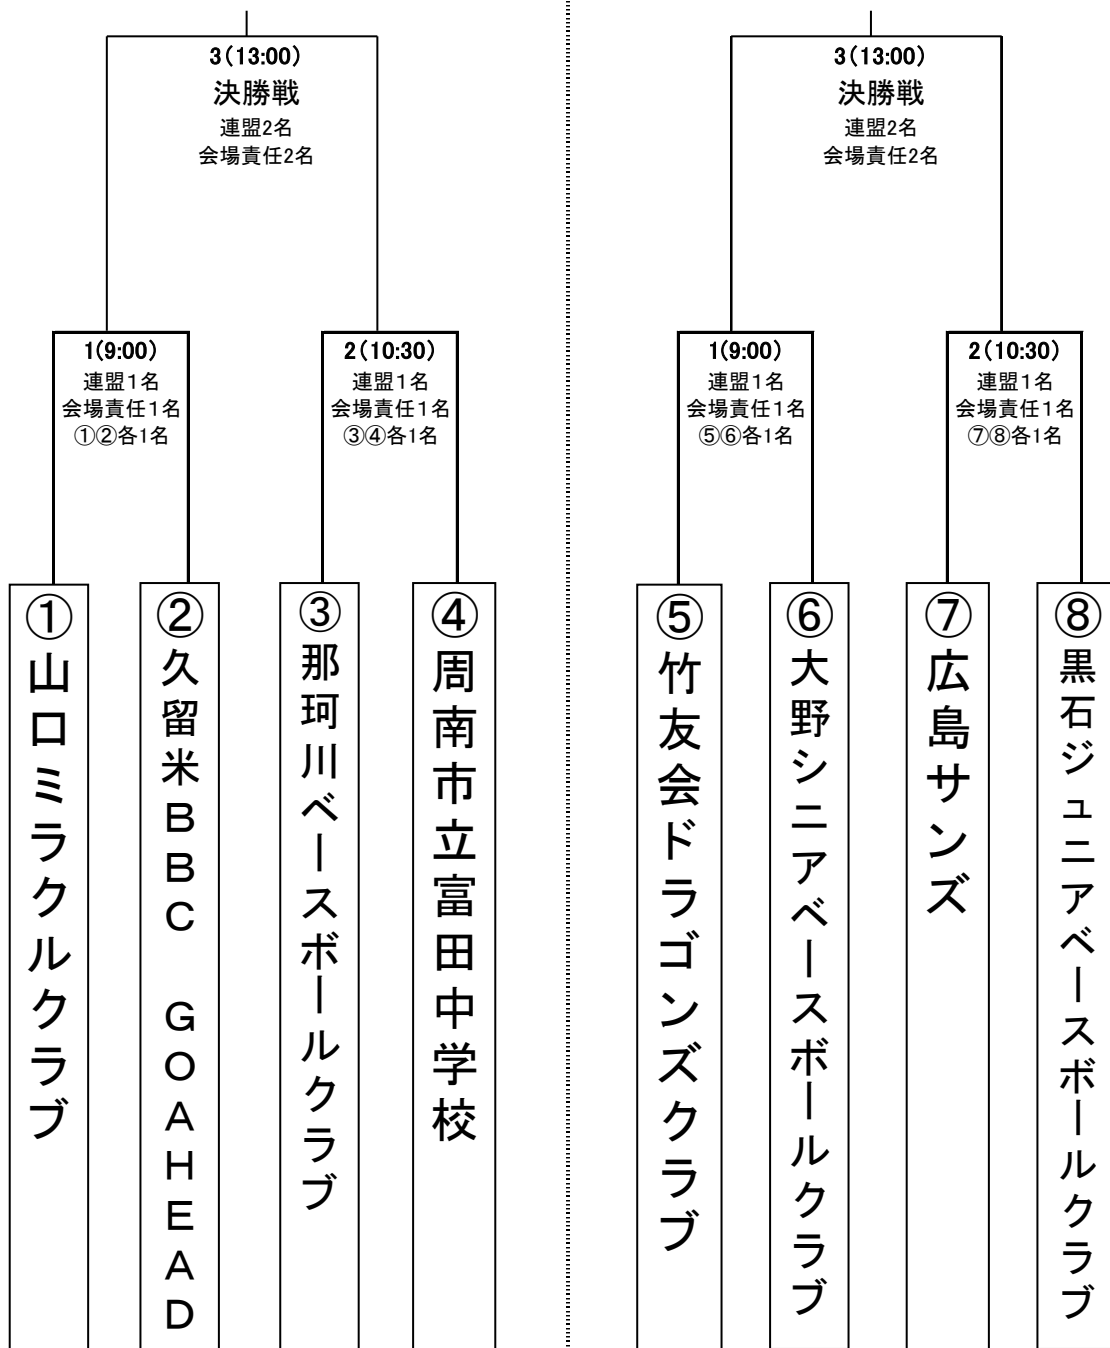 3(13:00)
決勝戦
連盟2名
会場責任2名
3(13:00)
決勝戦
連盟2名
会場責任2名
1(9:00)
連盟1名
会場責任1名
①②各1名
2(10:30)
連盟1名
会場責任1名
③④各1名
1(9:00)
連盟1名
会場責任1名
⑤⑥各1名
2(10:30)
連盟1名
会場責任1名
⑦⑧各1名
①山口ミラクルクラブ
②久留米BBC GOAHEAD
③那珂川ベースボールクラブ
④周南市立富田中学校
⑤竹友会ドラゴンズクラブ
⑥大野シニアベースボールクラブ
⑦広島サンズ
⑧黒石ジュニアベースボールクラブ